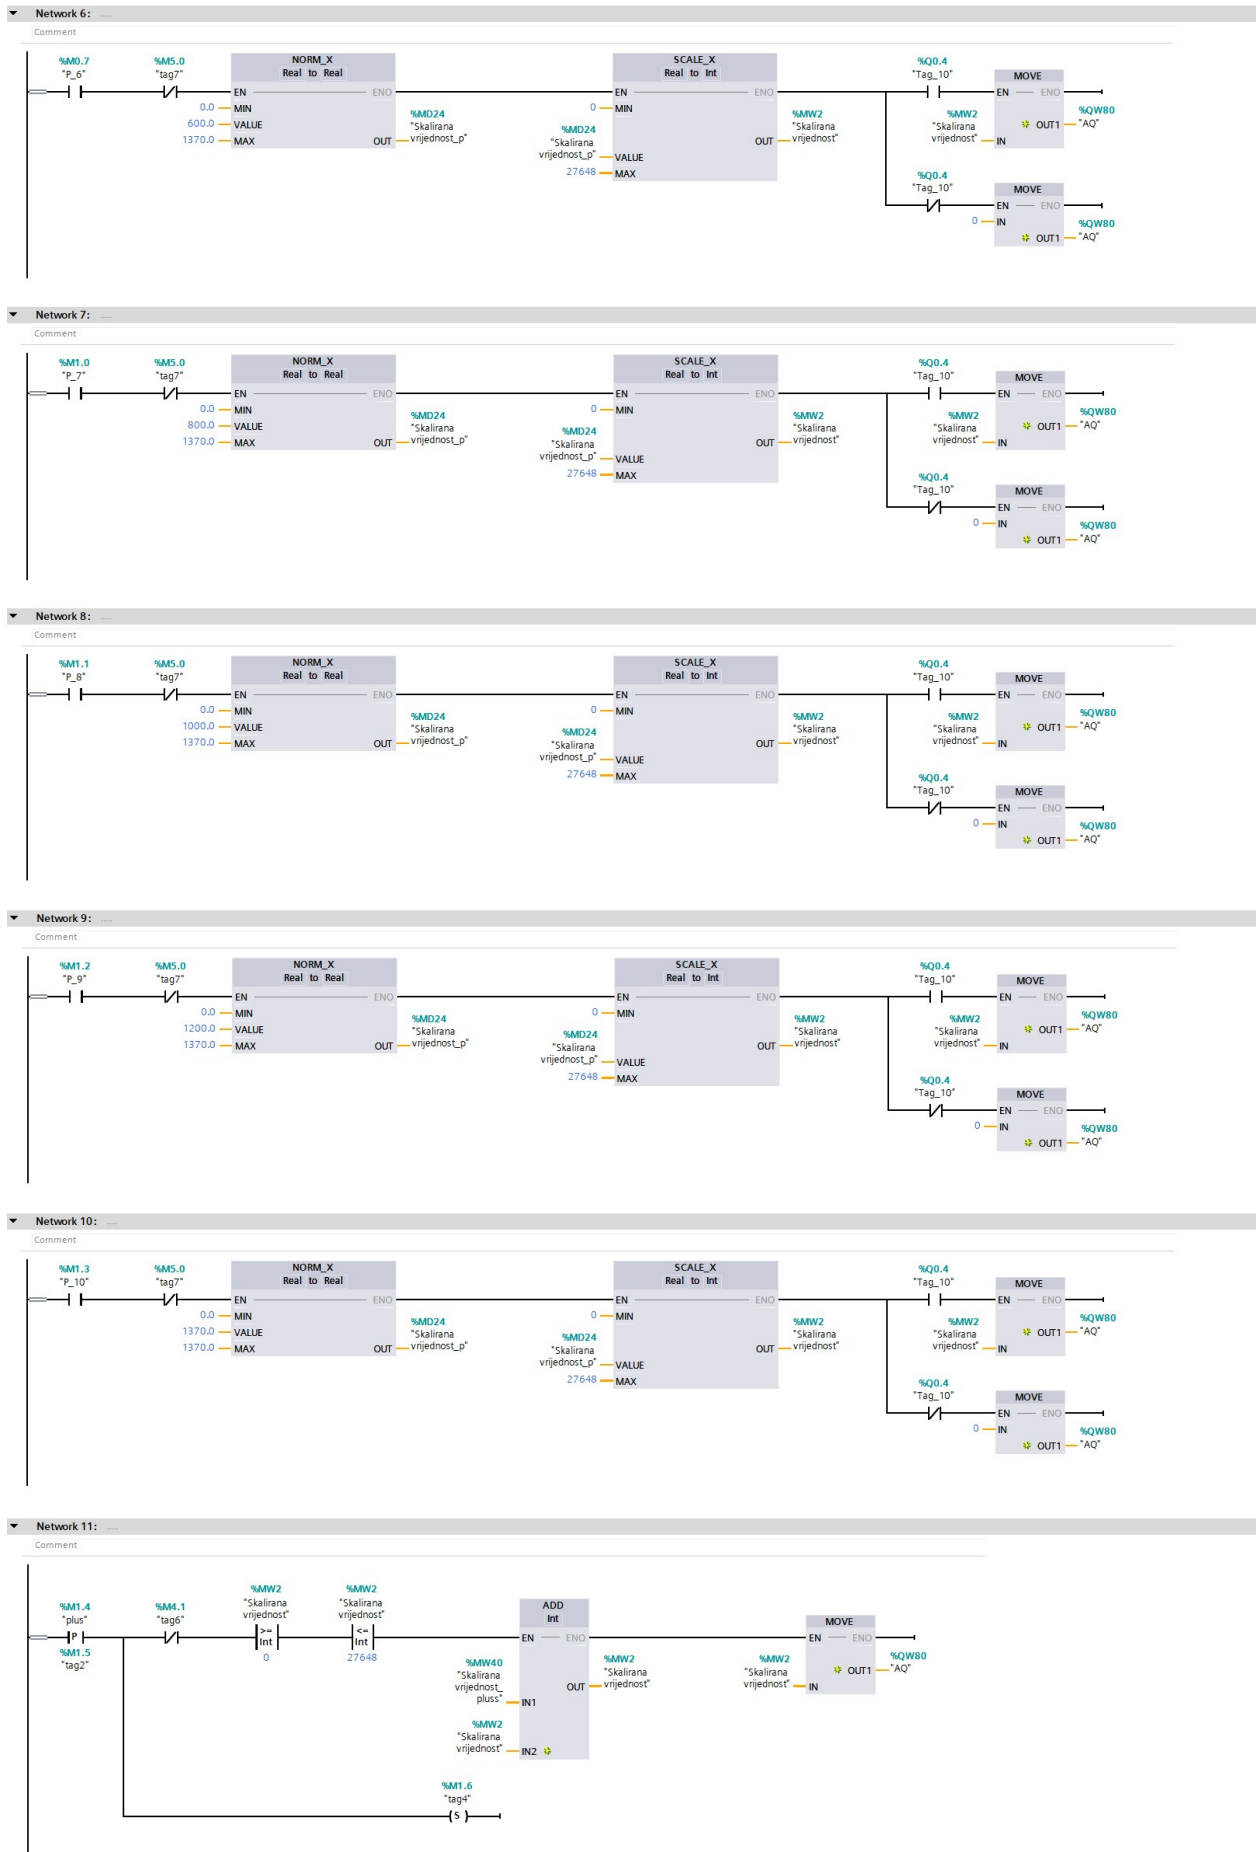 Network 6: .....
Comment
%M0.7
"P_6"
%M5.0
"tag7"
NORM_X
Real to Real
EN
ENO
0.0 MIN
600.0 VALUE
1370.0 MAX
OUT
%MD24
"Skalirana
vrijednost_p"
SCALE_X
Real to Int
EN
ENO
0 MIN
%MD24
"Skalirana
vrijednost_p" VALUE
27648 MAX
OUT
%MW2
"Skalirana
vrijednost"
%Q0.4
"Tag_10"
MOVE
EN ENO
%MW2
"Skalirana
vrijednost" IN
OUT1
%QW80
"AQ"
%Q0.4
"Tag_10"
MOVE
EN ENO
0 IN
OUT1
%QW80
"AQ"
Network 7: .....
Comment
%M1.0
"P_7"
%M5.0
"tag7"
NORM_X
Real to Real
EN
ENO
0.0 MIN
800.0 VALUE
1370.0 MAX
OUT
%MD24
"Skalirana
vrijednost_p"
SCALE_X
Real to Int
EN
ENO
0 MIN
%MD24
"Skalirana
vrijednost_p" VALUE
27648 MAX
OUT
%MW2
"Skalirana
vrijednost"
%Q0.4
"Tag_10"
MOVE
EN ENO
%MW2
"Skalirana
vrijednost" IN
OUT1
%QW80
"AQ"
%Q0.4
"Tag_10"
MOVE
EN ENO
0 IN
OUT1
%QW80
"AQ"
Network 8: .....
Comment
%M1.1
"P_8"
%M5.0
"tag7"
NORM_X
Real to Real
EN
ENO
0.0 MIN
1000.0 VALUE
1370.0 MAX
OUT
%MD24
"Skalirana
vrijednost_p"
SCALE_X
Real to Int
EN
ENO
0 MIN
%MD24
"Skalirana
vrijednost_p" VALUE
27648 MAX
OUT
%MW2
"Skalirana
vrijednost"
%Q0.4
"Tag_10"
MOVE
EN ENO
%MW2
"Skalirana
vrijednost" IN
OUT1
%QW80
"AQ"
%Q0.4
"Tag_10"
MOVE
EN ENO
0 IN
OUT1
%QW80
"AQ"
Network 9: .....
Comment
%M1.2
"P_9"
%M5.0
"tag7"
NORM_X
Real to Real
EN
ENO
0.0 MIN
1200.0 VALUE
1370.0 MAX
OUT
%MD24
"Skalirana
vrijednost_p"
SCALE_X
Real to Int
EN
ENO
0 MIN
%MD24
"Skalirana
vrijednost_p" VALUE
27648 MAX
OUT
%MW2
"Skalirana
vrijednost"
%Q0.4
"Tag_10"
MOVE
EN ENO
%MW2
"Skalirana
vrijednost" IN
OUT1
%QW80
"AQ"
%Q0.4
"Tag_10"
MOVE
EN ENO
0 IN
OUT1
%QW80
"AQ"
Network 10: .....
Comment
%M1.3
"P_10"
%M5.0
"tag7"
NORM_X
Real to Real
EN
ENO
0.0 MIN
1370.0 VALUE
1370.0 MAX
OUT
%MD24
"Skalirana
vrijednost_p"
SCALE_X
Real to Int
EN
ENO
0 MIN
%MD24
"Skalirana
vrijednost_p" VALUE
27648 MAX
OUT
%MW2
"Skalirana
vrijednost"
%Q0.4
"Tag_10"
MOVE
EN ENO
%MW2
"Skalirana
vrijednost" IN
OUT1
%QW80
"AQ"
%Q0.4
"Tag_10"
MOVE
EN ENO
0 IN
OUT1
%QW80
"AQ"
Network 11: .....
Comment
%M1.4
"plus"
P
%M1.5
"tag2"
%M4.1
"tag6"
%MW2
"Skalirana
vrijednost"
>=
Int
0
%MW2
"Skalirana
vrijednost"
<=
Int
27648
ADD
Int
EN ENO
%MW40
"Skalirana
vrijednost_
pluss" IN1
%MW2
"Skalirana
vrijednost" IN2
OUT
%MW2
"Skalirana
vrijednost"
MOVE
EN ENO
%MW2
"Skalirana
vrijednost" IN
OUT1
%QW80
"AQ"
%M1.6
"tag4"
S